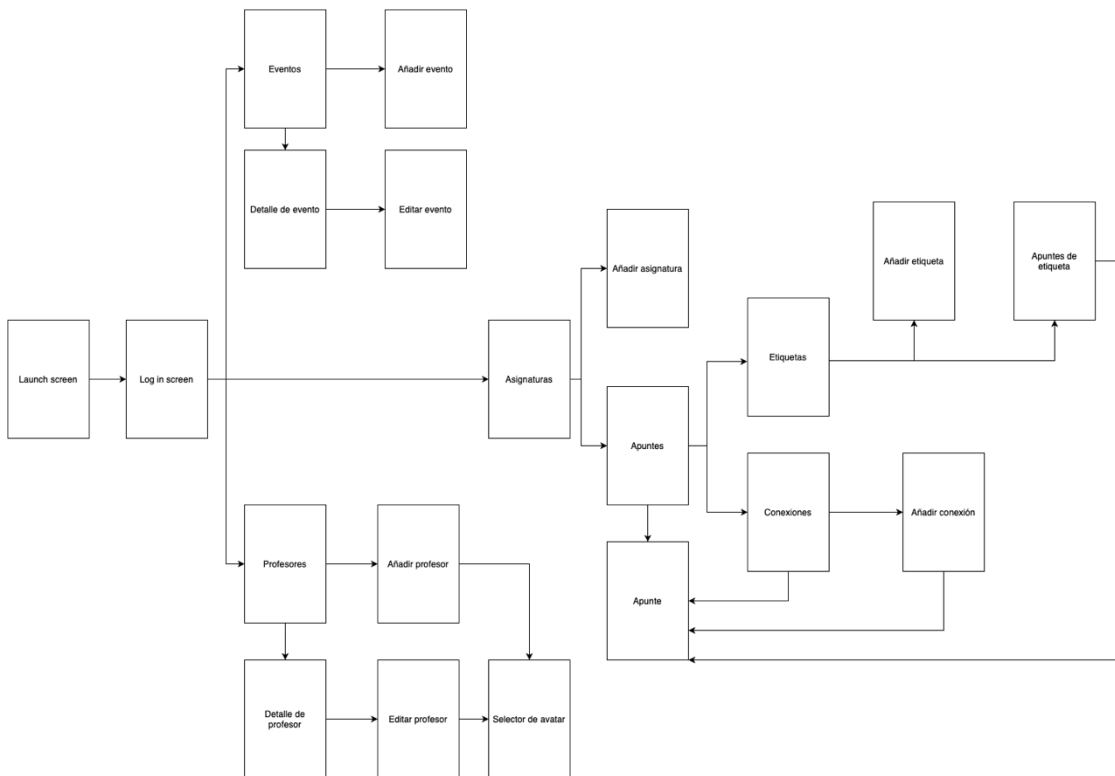 Eventos
Añadir evento
Detalle de evento
Editar evento
Añadir asignatura
Añadir etiqueta
Apuntes de
etiqueta
Launch screen
Log in screen
Asignaturas
Etiquetas
Apuntes
Conexiones
Añadir conexión
Profesores
Añadir profesor
Apunte
Detalle de
profesor
Editar profesor
Selector de avatar